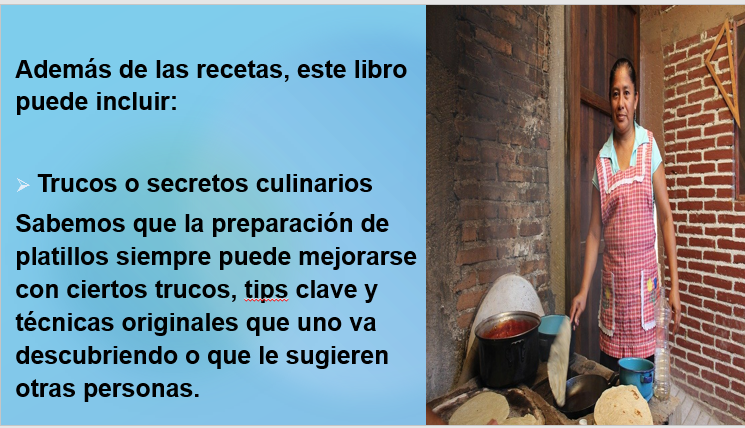 Además de las recetas, este libro
puede incluir:
➢ Trucos o secretos culinarios
Sabemos que la preparación de
platillos siempre puede mejorarse
con ciertos trucos, tips clave y
técnicas originales que uno va
descubriendo o que le sugieren
otras personas.